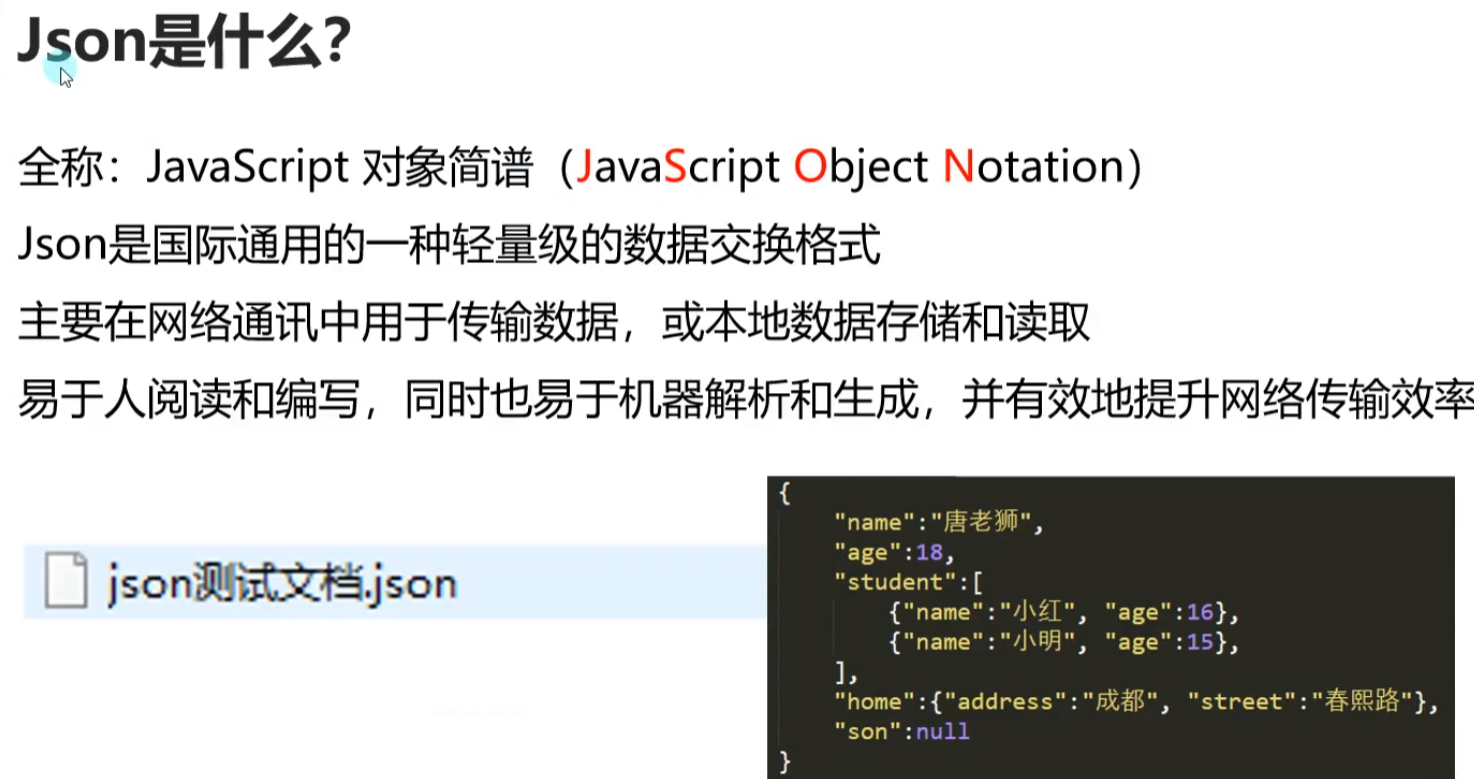 Json是什么?
全称：JavaScript 对象简谱（JavaScript Object Notation）
Json是国际通用的一种轻量级的数据交换格式
主要在网络通讯中用于传输数据，或本地数据存储和读取
易于人阅读和编写，同时也易于机器解析和生成，并有效地提升网络传输效率
json测试文档.json
{
"name":"唐老狮",
"age":18,
"student":[
{"name":"小红", "age":16},
{"name":"小明", "age":15},
],
"home":{"address":"成都", "street":"春熙路"},
"son":null
}